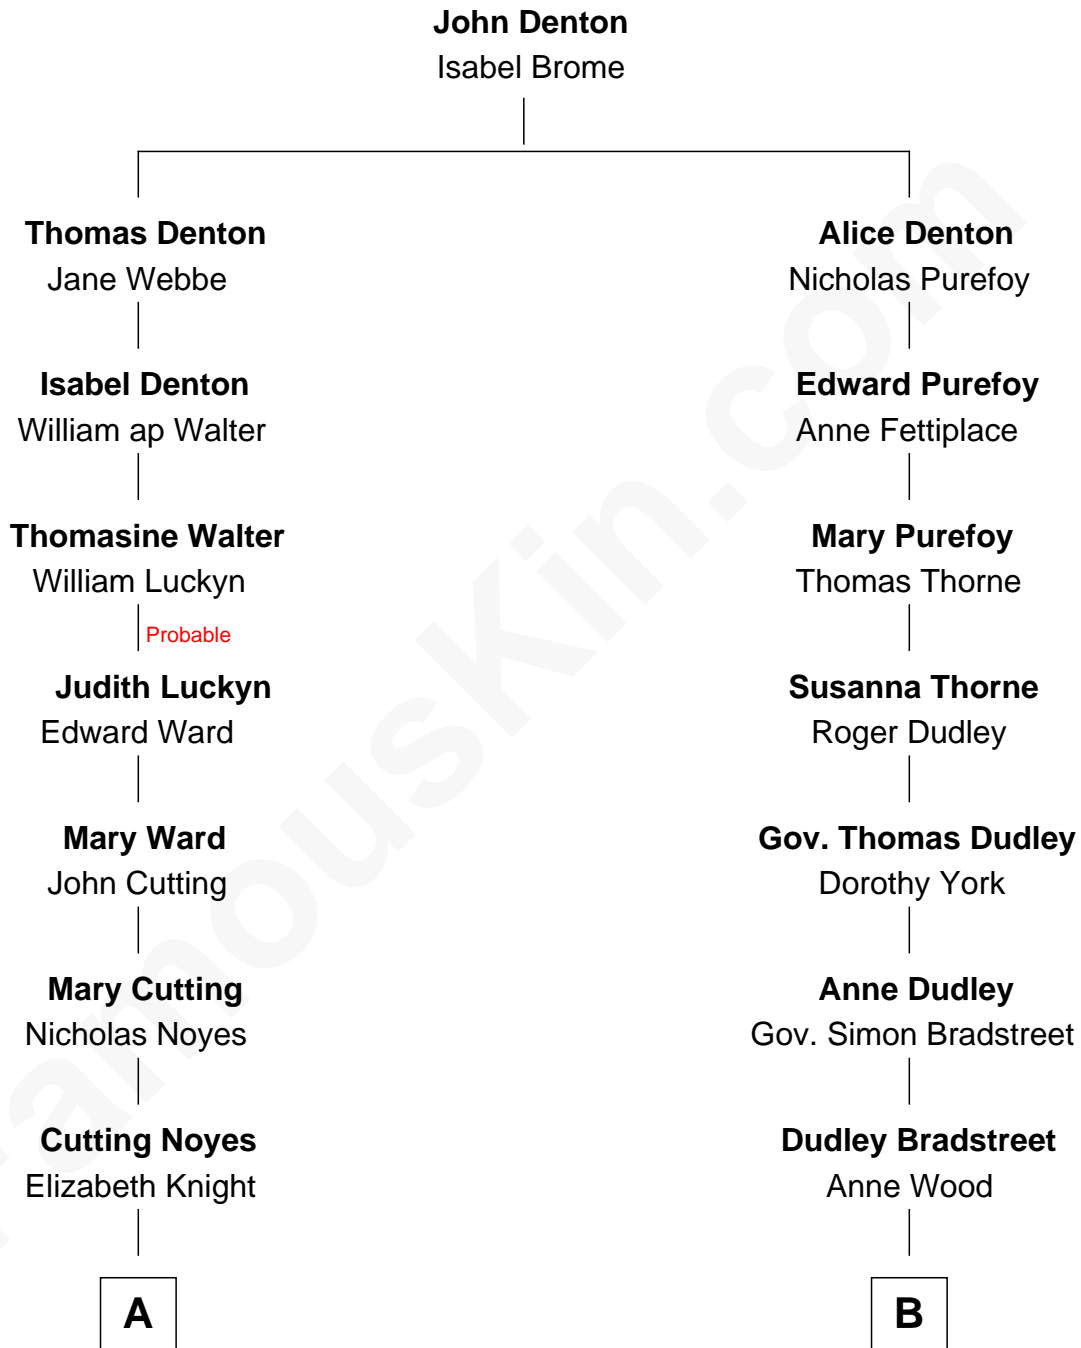 John Denton
Isabel Brome
Thomas Denton
Jane Webbe
Isabel Denton
William ap Walter
Thomasine Walter
William Luckyn
Probable
Judith Luckyn
Edward Ward
Mary Ward
John Cutting
Mary Cutting
Nicholas Noyes
Cutting Noyes
Elizabeth Knight
A
Alice Denton
Nicholas Purefoy
Edward Purefoy
Anne Fettiplace
Mary Purefoy
Thomas Thorne
Susanna Thorne
Roger Dudley
Gov. Thomas Dudley
Dorothy York
Anne Dudley
Gov. Simon Bradstreet
Dudley Bradstreet
Anne Wood
B
FamousKin.com